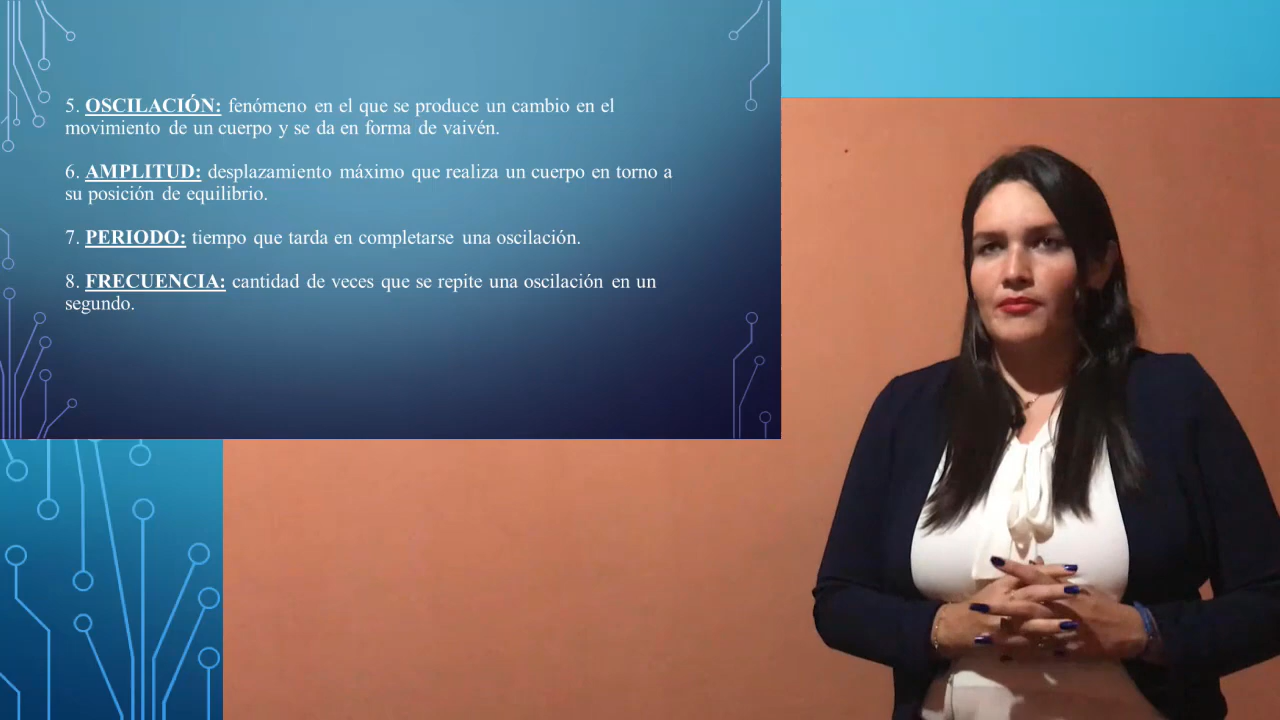 5. OSCILACIÓN: fenómeno en el que se produce un cambio en el
movimiento de un cuerpo y se da en forma de vaivén.
6. AMPLITUD: desplazamiento máximo que realiza un cuerpo en torno a
su posición de equilibrio.
7. PERIODO: tiempo que tarda en completarse una oscilación.
8. FRECUENCIA: cantidad de veces que se repite una oscilación en un
segundo.